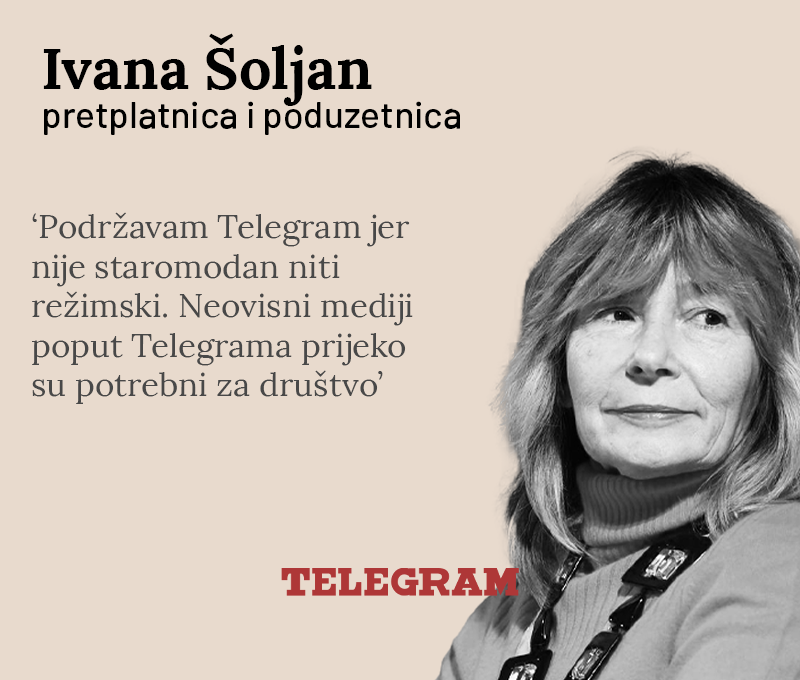 Ivana Šoljan
pretplatnica i poduzetnica
‘Podržavam Telegram jer
nije staromodan niti
režimski. Neovisni mediji
poput Telegrama prijeko
su potrebni za društvo’
TELEGRAM